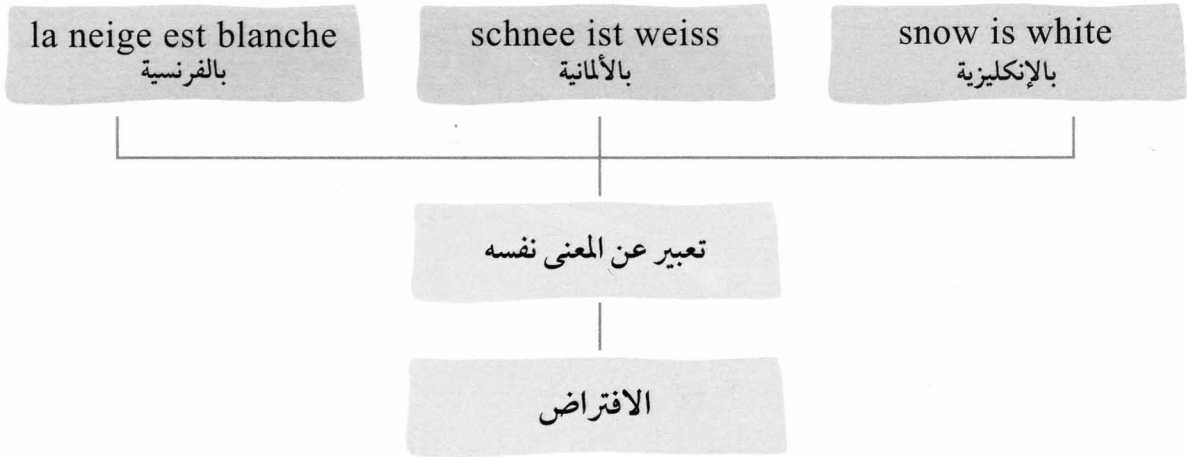 la neige est blanche
بالفرنسية
schnee ist weiss
بالألمانية
snow is white
بالإنكليزية
تعبير عن المعنى نفسه
الافتراض